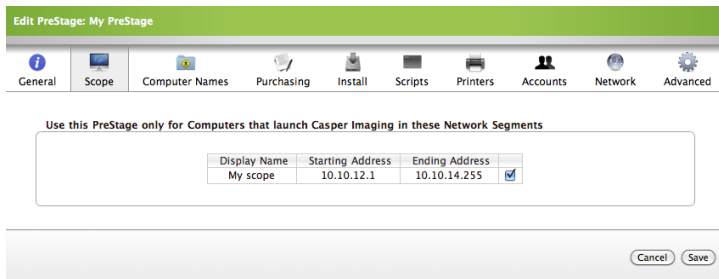 Edit PreStage: My PreStage
General Scope Computer Names Purchasing Install Scripts Printers Accounts Network Advanced
Use this PreStage only for Computers that launch Casper Imaging in these Network Segments
Display Name Starting Address Ending Address
My scope 10.10.12.1 10.10.14.255
Cancel Save